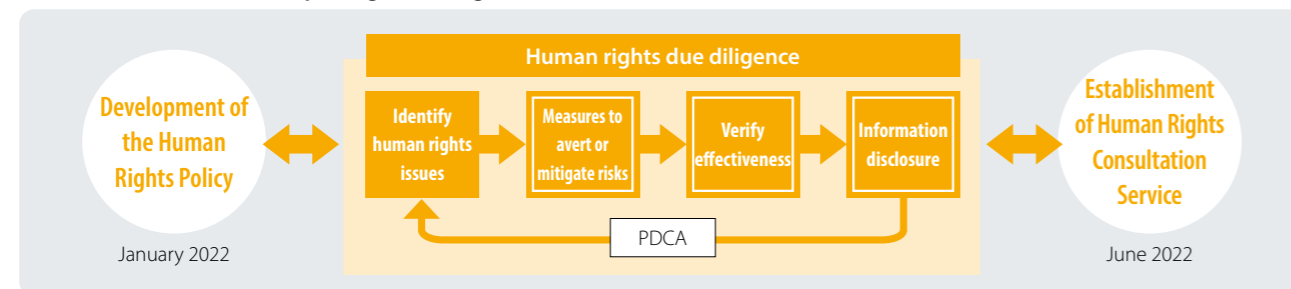 Human rights due diligence
Development of
the Human
Rights Policy
January 2022
Identify
human rights
issues
Measures to
avert or
mitigate risks
Verify
effectiveness
Information
disclosure
PDCA
Establishment
of Human Rights
Consultation
Service
June 2022